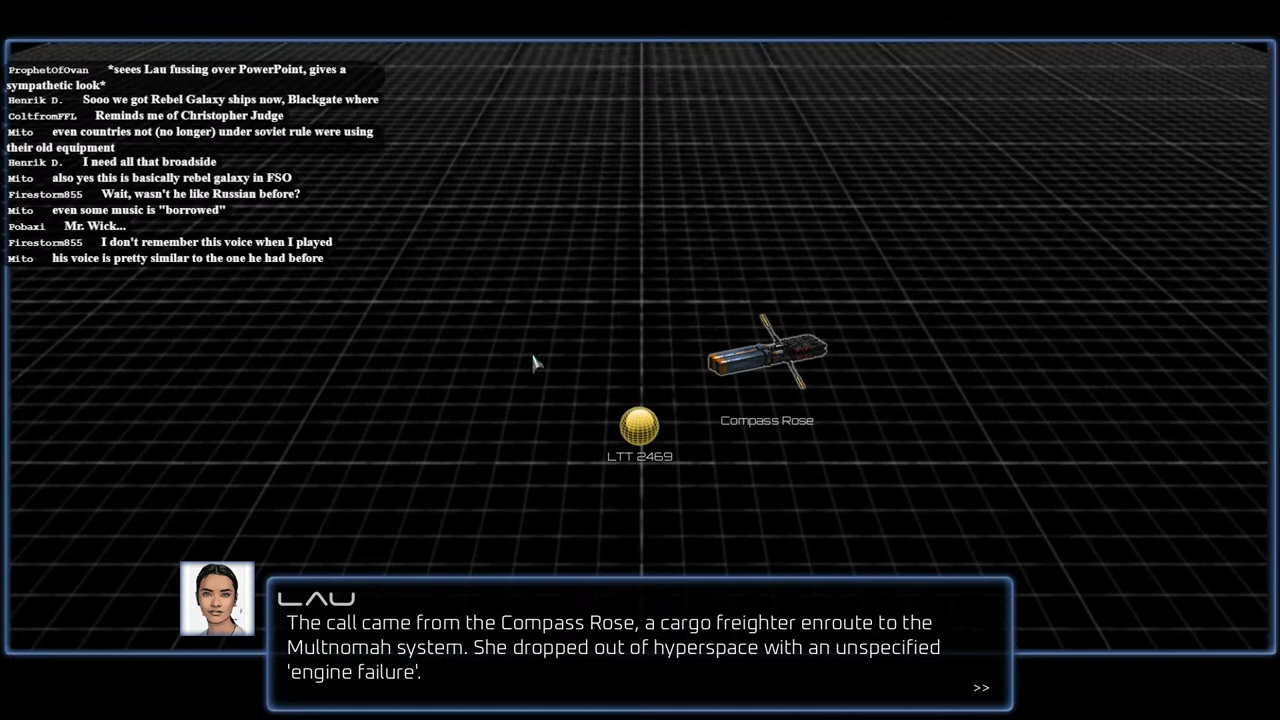 ProphetOfOvan *seees Lau fussing over PowerPoint, gives a
sympathetic look*
Henrik D. Sooo we got Rebel Galaxy ships now, Blackgate where
ColtfromFFL Reminds me of Christopher Judge
Mito even countries not (no longer) under soviet rule were using
their old equipment
Henrik D. I need all that broadside
Mito also yes this is basically rebel galaxy in FSO
Firestorm855 Wait, wasn't he like Russian before?
Mito even some music is "borrowed"
Pobaxi Mr. Wick...
Firestorm855 I don't remember this voice when I played
Mito his voice is pretty similar to the one he had before
Compass Rose
LTT 2469
LAU
The call came from the Compass Rose, a cargo freighter enroute to the
Multnomah system. She dropped out of hyperspace with an unspecified
'engine failure'.
>>